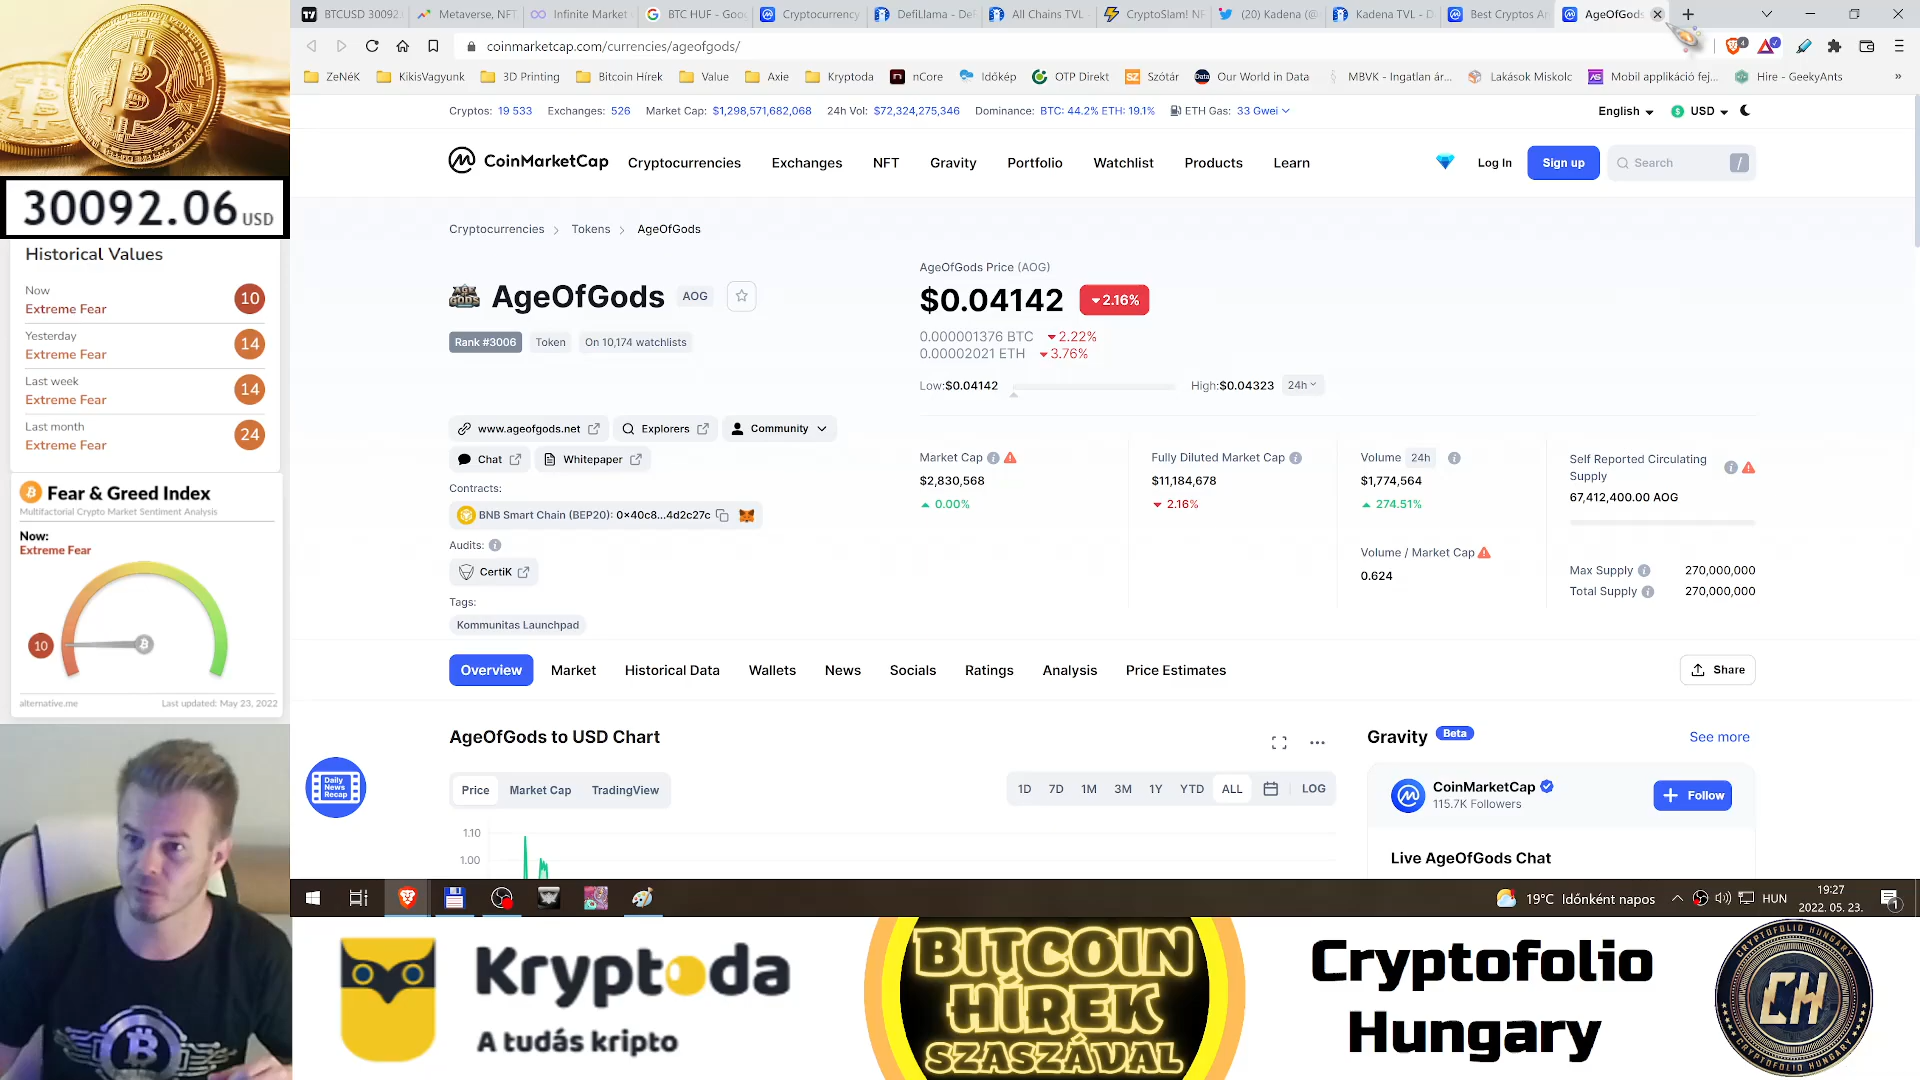 BTCUSD 30092.
Metaverse, NFT
Infinite Market
BTC HUF - Goo
Cryptocurrency
DefiLlama - De
All Chains TVL
CryptoSlam! NF
(20) Kadena (@
Kadena TVL - D
Best Cryptos An
AgeOfGods
coinmarketcap.com/currencies/ageofgods/
ZeNéK
KikisVagyunk
3D Printing
Bitcoin Hírek
Value
Axie
Kryptoda
nCore
Időkép
OTP Direkt
Szótár
Our World in Data
MBVK - Ingatlan ár...
Lakások Miskolc
Mobil applikáció fej...
Hire - GeekyAnts
»
30092.06 USD
Historical Values
Now
Extreme Fear
10
Yesterday
Extreme Fear
14
Last week
Extreme Fear
14
Last month
Extreme Fear
24
Fear & Greed Index
Multifactorial Crypto Market Sentiment Analysis
Now:
Extreme Fear
10
alternative.me
Last updated: May 23, 2022
Cryptos: 19 533 Exchanges: 526 Market Cap: $1,298,571,682,068 24h Vol: $72,324,275,346 Dominance: BTC: 44.2% ETH: 19.1% ETH Gas: 33 Gwei
English USD
CoinMarketCap
Cryptocurrencies Exchanges NFT Gravity Portfolio Watchlist Products Learn
Log In Sign up Search /
Cryptocurrencies Tokens AgeOfGods
AgeOfGods AOG
Rank #3006 Token On 10,174 watchlists
www.ageofgods.net Explorers Community
Chat Whitepaper
Contracts:
BNB Smart Chain (BEP20): 0x40c8...4d2c27c
Audits:
CertiK
Tags:
Kommunitas Launchpad
AgeOfGods Price (AOG)
$0.04142 2.16%
0.000001376 BTC 2.22%
0.00002021 ETH 3.76%
Low:$0.04142 High:$0.04323 24h
Market Cap
$2,830,568
0.00%
Fully Diluted Market Cap
$11,184,678
2.16%
Volume 24h
$1,774,564
274.51%
Volume / Market Cap
0.624
Self Reported Circulating
Supply
67,412,400.00 AOG
Max Supply 270,000,000
Total Supply 270,000,000
Overview Market Historical Data Wallets News Socials Ratings Analysis Price Estimates
Share
AgeOfGods to USD Chart
Price Market Cap TradingView
1D 7D 1M 3M 1Y YTD ALL LOG
1.10
1.00
Gravity Beta See more
CoinMarketCap
115.7K Followers
+ Follow
Live AgeOfGods Chat
Daily
News
Recap
19°C Időnként napos
HUN
19:27
2022. 05. 23.
1
Kryptoda
A tudás kripto
BITCOIN
HÍREK
SZASZÁVAL
Cryptofolio
Hungary
CRYPTOFOLIO HUNGARY
CH
CRYPTOFOLIO HUNGARY